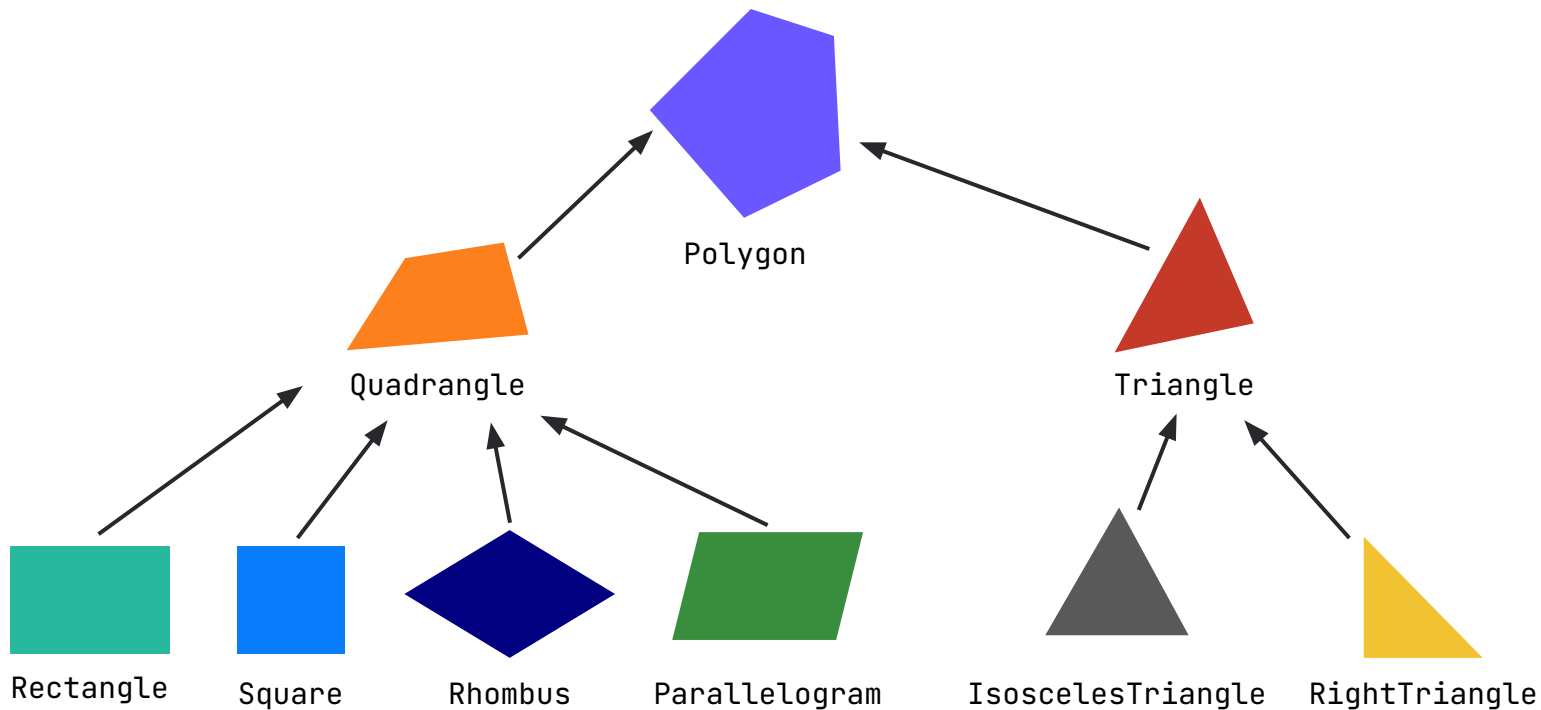 Polygon
Quadrangle
Triangle
Rectangle
Square
Rhombus
Parallelogram
IsoscelesTriangle
RightTriangle